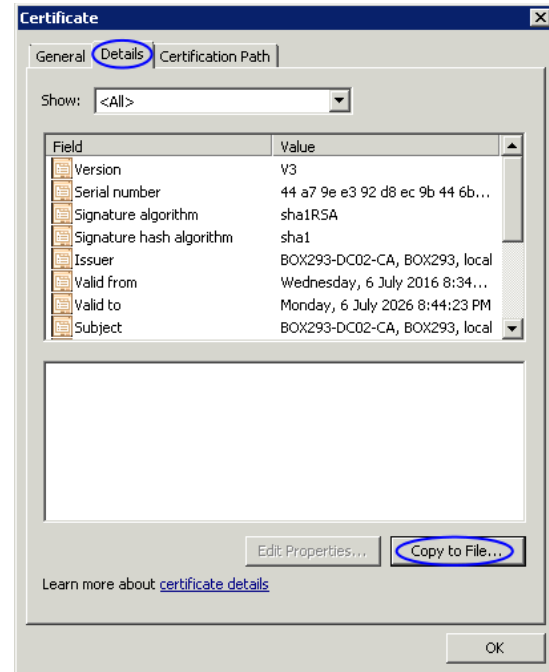 Certificate
General Details Certification Path
Show: <All>
Field Value
Version V3
Serial number 44 a7 9e e3 92 d8 ec 9b 44 6b...
Signature algorithm sha1RSA
Signature hash algorithm sha1
Issuer BOX293-DC02-CA, BOX293, local
Valid from Wednesday, 6 July 2016 8:34...
Valid to Monday, 6 July 2026 8:44:23 PM
Subject BOX293-DC02-CA, BOX293, local
Edit Properties... Copy to File...
Learn more about certificate details
OK